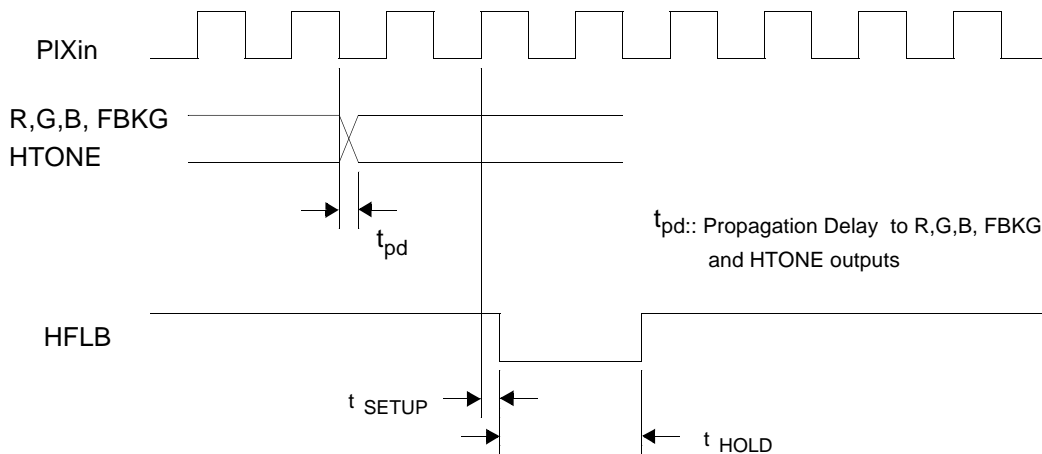 PIXin
R,G,B, FBKG
HTONE
tpd
tpd:: Propagation Delay to R,G,B, FBKG
and HTONE outputs
HFLB
t SETUP
t HOLD